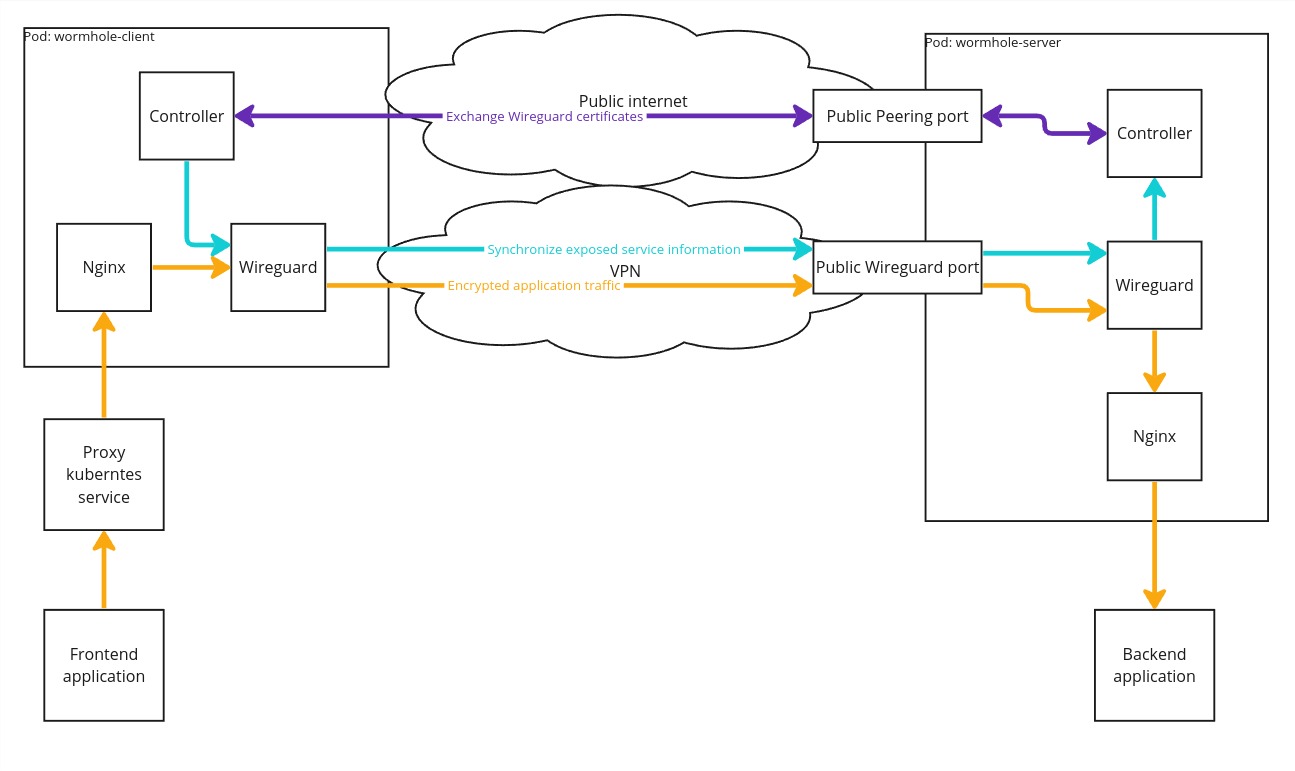 Pod: wormhole-client
Pod: wormhole-server
Public internet
Controller
Exchange Wireguard certificates
Public Peering port
Controller
Synchronize exposed service information
Nginx
Wireguard
VPN
Public Wireguard port
Encrypted application traffic
Wireguard
Nginx
Proxy
kuberntes
service
Frontend
application
Backend
application